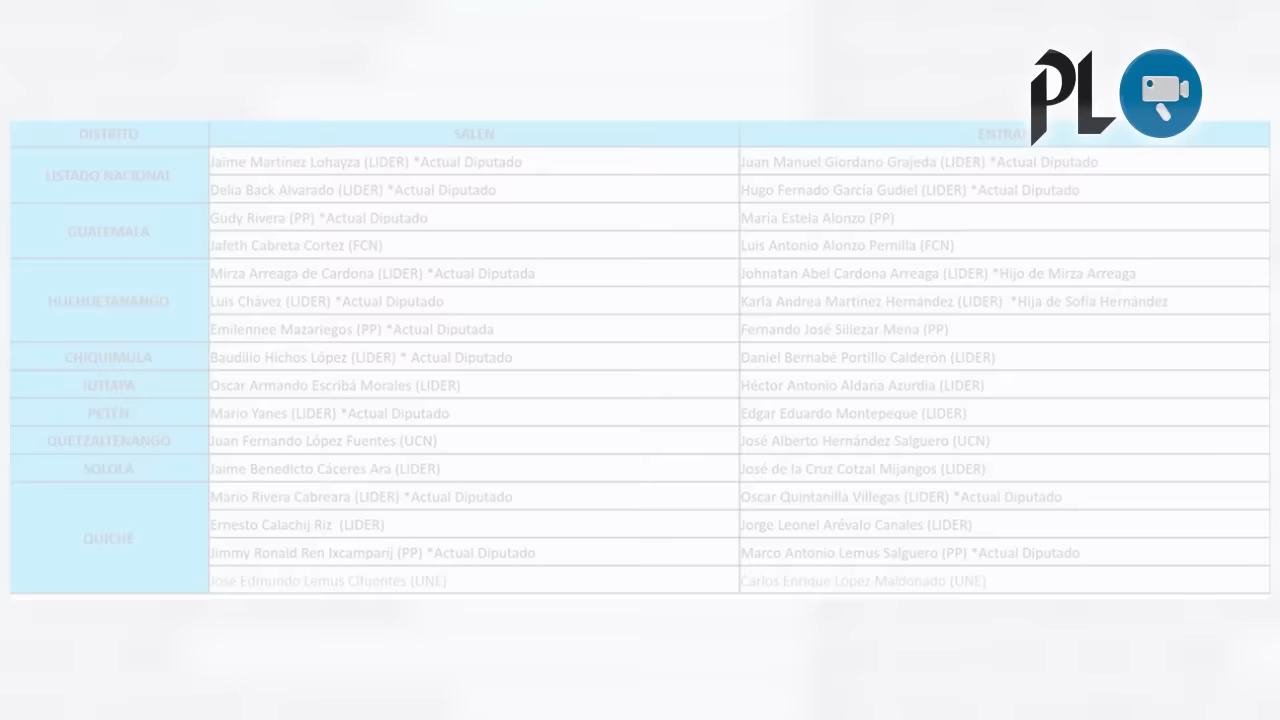 PL
DISTRITO SALEN ENTRAN
LISTADO NACIONAL
Jaime Martínez Lohayza (LIDER) *Actual Diputado Juan Manuel Giordano Grajeda (LIDER) *Actual Diputado
Delia Back Alvarado (LIDER) *Actual Diputado Hugo Fernado García Gudiel (LIDER) *Actual Diputado
GUATEMALA
Gudy Rivera (PP) *Actual Diputado María Estela Alonzo (PP)
Jafeth Cabreta Cortez (FCN) Luis Antonio Alonzo Pernilla (FCN)
HUEHUETANANGO
Mirza Arreaga de Cardona (LIDER) *Actual Diputada Johnatan Abel Cardona Arreaga (LIDER) *Hijo de Mirza Arreaga
Luis Chávez (LIDER) *Actual Diputado Karla Andrea Martínez Hernández (LIDER) *Hija de Sofía Hernández
Emilennee Mazariegos (PP) *Actual Diputada Fernando José Sillezar Mena (PP)
CHIQUIMULA Baudilio Hichos López (LIDER) * Actual Diputado Daniel Bernabé Portillo Calderón (LIDER)
JUTIAPA Oscar Armando Escribá Morales (LIDER) Héctor Antonio Aldana Azurdia (LIDER)
PETÉN Mario Yanes (LIDER) *Actual Diputado Edgar Eduardo Montepeque (LIDER)
QUETZALTENANGO Juan Fernando López Fuentes (UCN) José Alberto Hernández Salguero (UCN)
SOLOLÁ Jaime Benedicto Cáceres Ara (LIDER) José de la Cruz Cotzal Mijangos (LIDER)
QUICHÉ
Mario Rivera Cabreara (LIDER) *Actual Diputado Oscar Quintanilla Villegas (LIDER) *Actual Diputado
Ernesto Calachij Riz (LIDER) Jorge Leonel Arévalo Canales (LIDER)
Jimmy Ronald Ren Ixcamparij (PP) *Actual Diputado Marco Antonio Lemus Salguero (PP) *Actual Diputado
José Edmundo Lemus Cifuentes (UNE) Carlos Enrique López Maldonado (UNE)